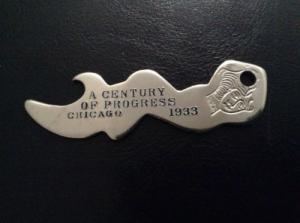 A CENTURY
OF PROGRESS
CHICAGO 1933